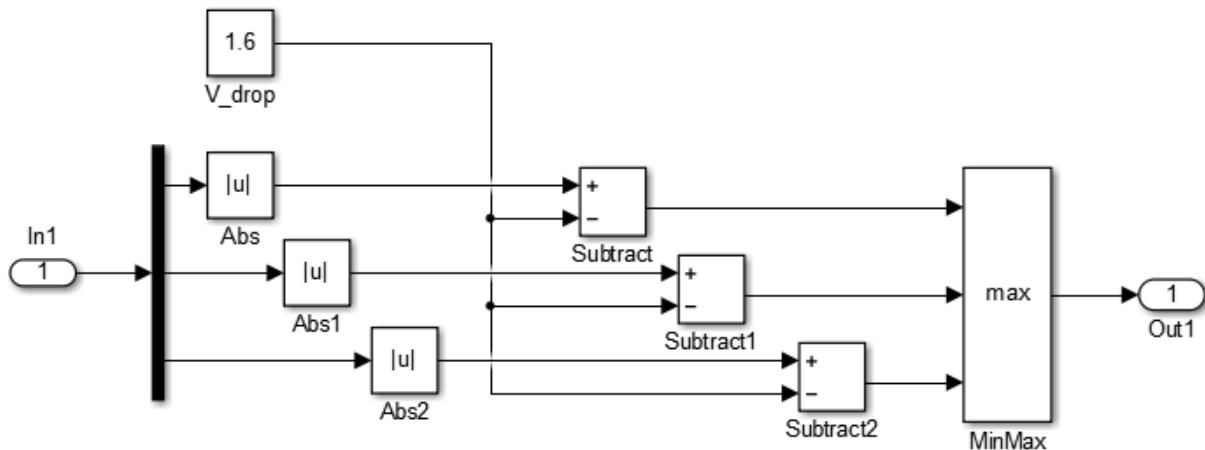 1.6
V_drop
|u|
Abs
In1
1
|u|
Abs1
|u|
Abs2
+
−
Subtract
+
−
Subtract1
+
−
Subtract2
max
MinMax
1
Out1